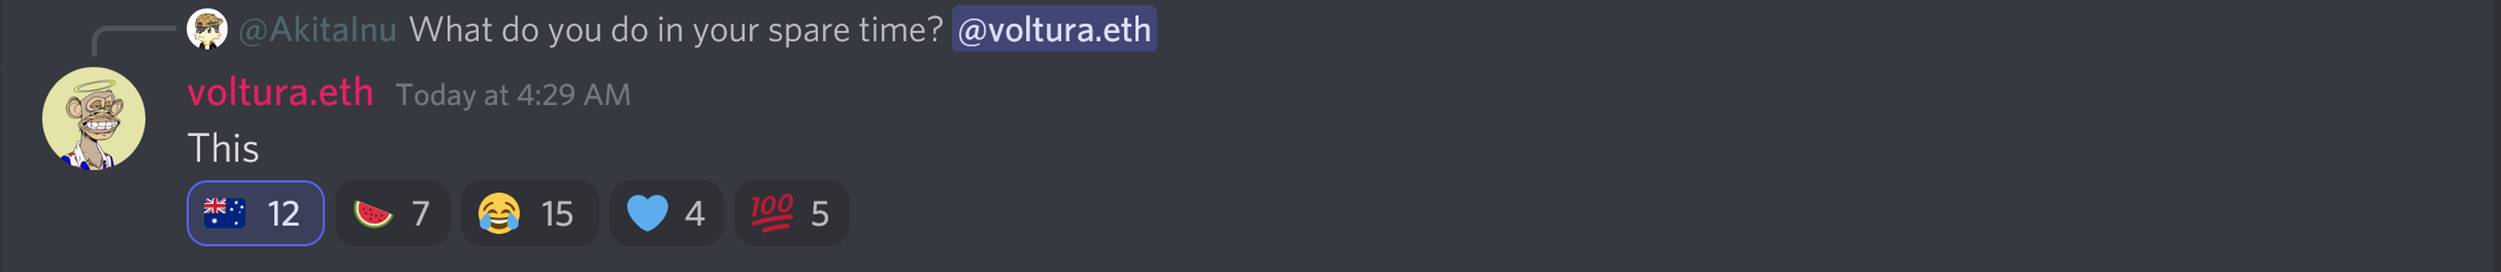 @AkitaInu What do you do in your spare time? @voltura.eth
voltura.eth Today at 4:29 AM
This
12 7 15 4 100 5